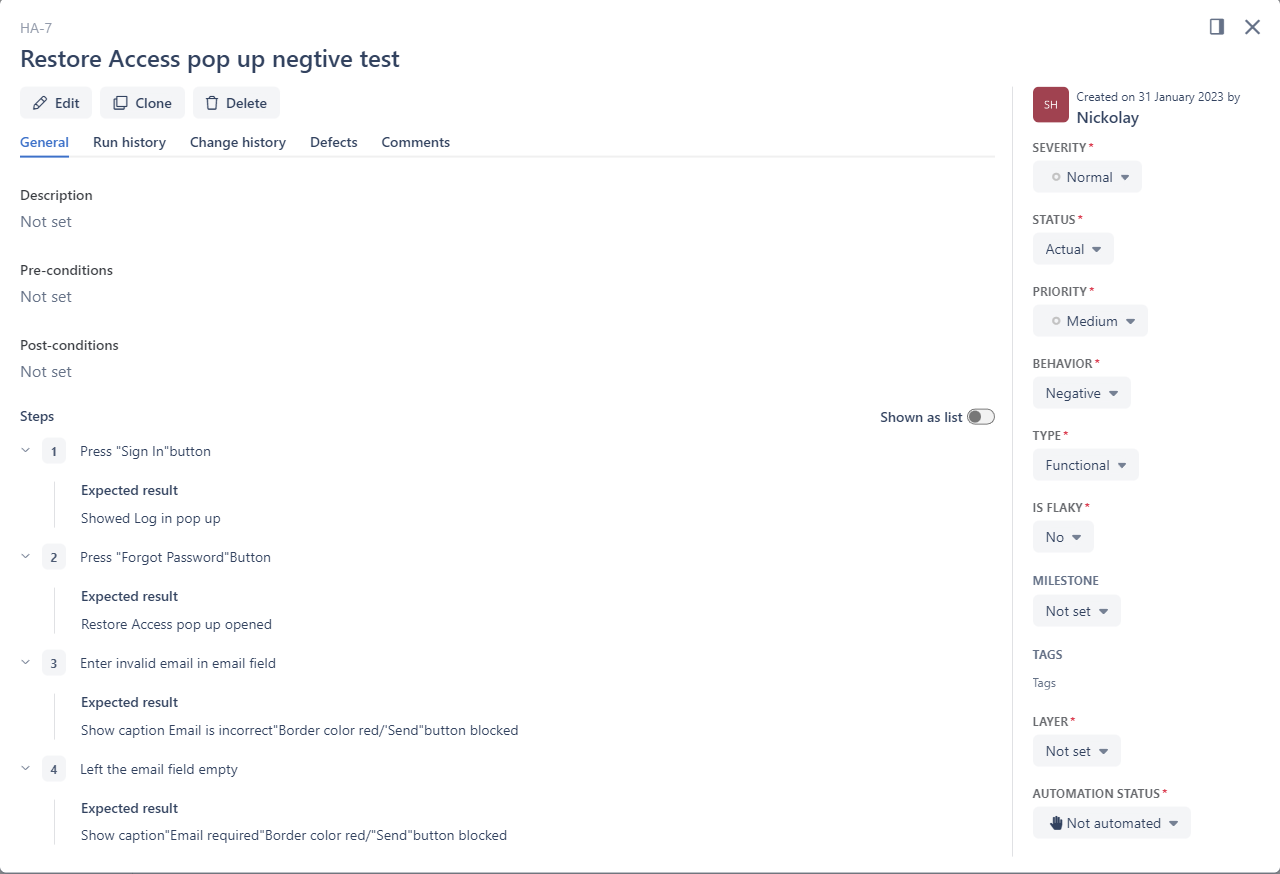 HA-7
Restore Access pop up negtive test
Edit
Clone
Delete
General
Run history
Change history
Defects
Comments
Description
Not set
Pre-conditions
Not set
Post-conditions
Not set
Steps
Shown as list
1
Press "Sign In"button
Expected result
Showed Log in pop up
2
Press "Forgot Password"Button
Expected result
Restore Access pop up opened
3
Enter invalid email in email field
Expected result
Show caption Email is incorrect"Border color red/'Send"button blocked
4
Left the email field empty
Expected result
Show caption"Email required"Border color red/"Send"button blocked
SH
Created on 31 January 2023 by
Nickolay
SEVERITY*
Normal
STATUS*
Actual
PRIORITY*
Medium
BEHAVIOR*
Negative
TYPE*
Functional
IS FLAKY*
No
MILESTONE
Not set
TAGS
Tags
LAYER*
Not set
AUTOMATION STATUS*
Not automated